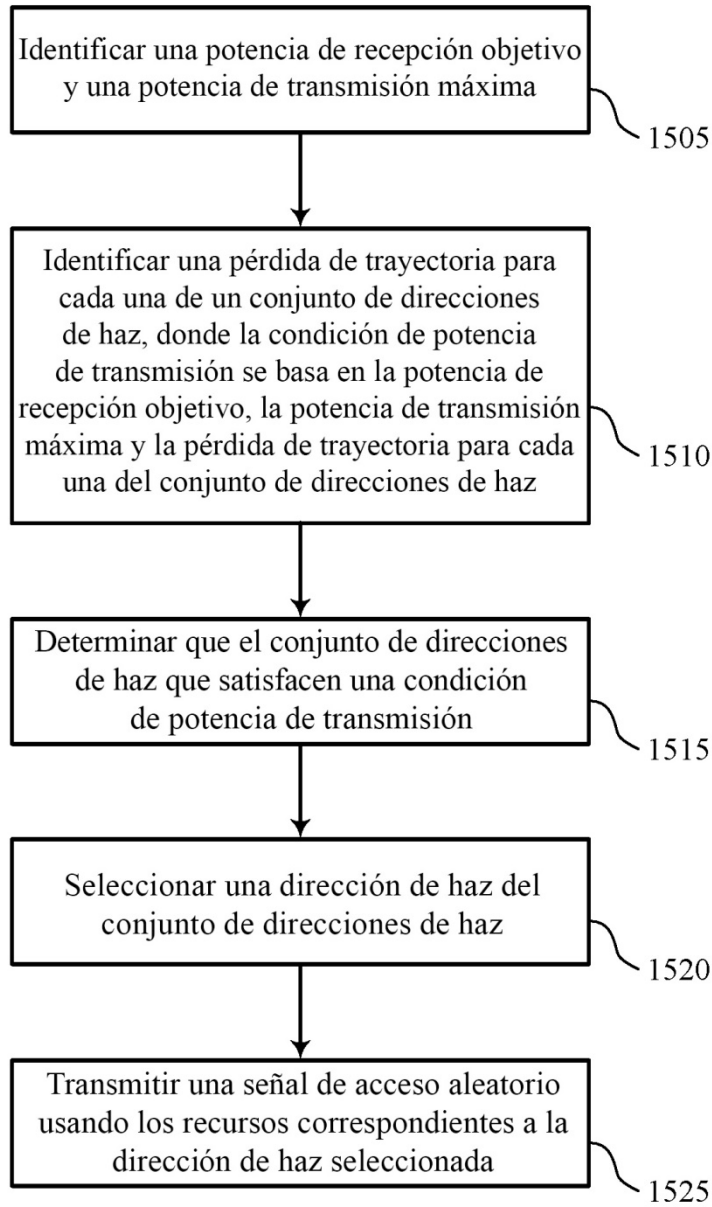 Identificar una potencia de recepción objetivo
y una potencia de transmisión máxima
1505
Identificar una pérdida de trayectoria para
cada una de un conjunto de direcciones
de haz, donde la condición de potencia
de transmisión se basa en la potencia de
recepción objetivo, la potencia de transmisión
máxima y la pérdida de trayectoria para cada
una del conjunto de direcciones de haz
1510
Determinar que el conjunto de direcciones
de haz que satisfacen una condición
de potencia de transmisión
1515
Seleccionar una dirección de haz del
conjunto de direcciones de haz
1520
Transmitir una señal de acceso aleatorio
usando los recursos correspondientes a la
dirección de haz seleccionada
1525